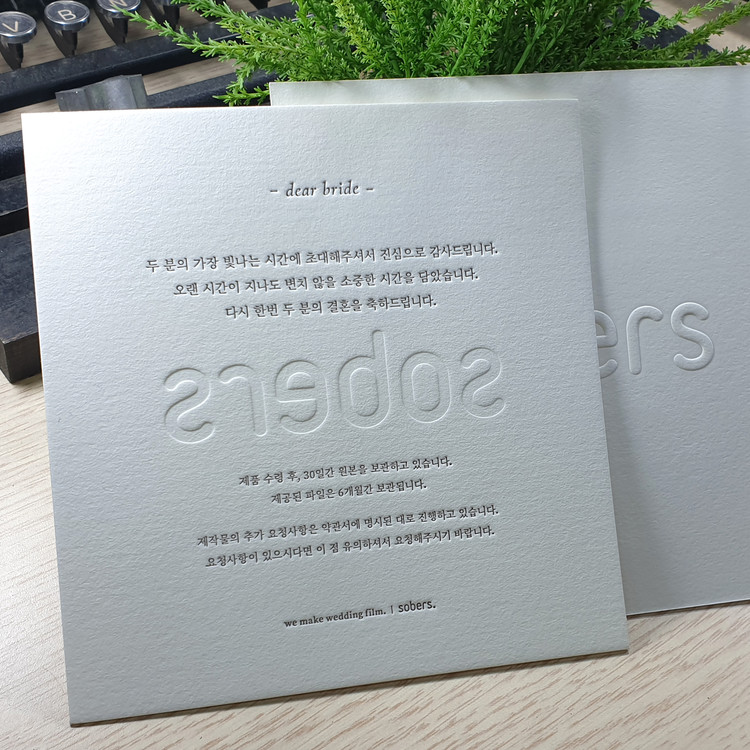 - dear bride -
두 분의 가장 빛나는 시간에 초대해주셔서 진심으로 감사드립니다.
오랜 시간이 지나도 변치 않을 소중한 시간을 담았습니다.
다시 한번 두 분의 결혼을 축하드립니다.
sobers
제품 수령 후, 30일간 원본을 보관하고 있습니다.
제공된 파일은 6개월간 보관됩니다.
제작물의 추가 요청사항은 약관서에 명시된 대로 진행하고 있습니다.
요청사항이 있으시다면 이 점 유의하셔서 요청해주시기 바랍니다.
we make wedding film. | sobers.
ers
V
B